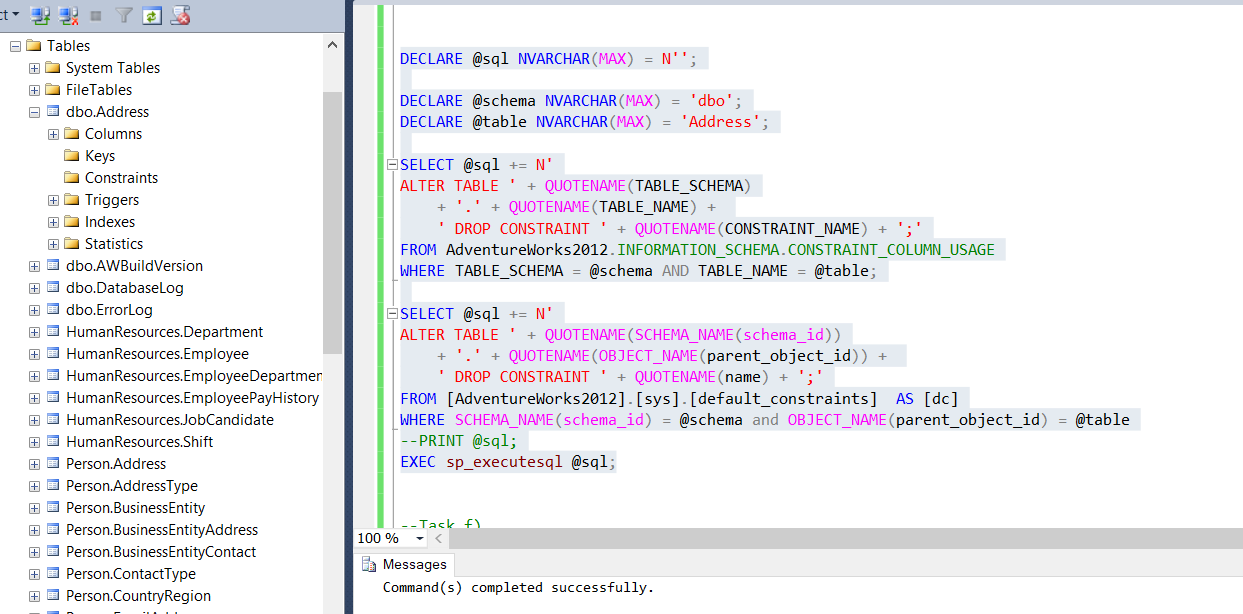 ct
Tables
System Tables
FileTables
dbo.Address
Columns
Keys
Constraints
Triggers
Indexes
Statistics
dbo.AWBuildVersion
dbo.DatabaseLog
dbo.ErrorLog
HumanResources.Department
HumanResources.Employee
HumanResources.EmployeeDepartmen
HumanResources.EmployeePayHistory
HumanResources.JobCandidate
HumanResources.Shift
Person.Address
Person.AddressType
Person.BusinessEntity
Person.BusinessEntityAddress
Person.BusinessEntityContact
Person.ContactType
Person.CountryRegion
DECLARE @sql NVARCHAR(MAX) = N'';
DECLARE @schema NVARCHAR(MAX) = 'dbo';
DECLARE @table NVARCHAR(MAX) = 'Address';
SELECT @sql += N'
ALTER TABLE ' + QUOTENAME(TABLE_SCHEMA)
+ '.' + QUOTENAME(TABLE_NAME) +
' DROP CONSTRAINT ' + QUOTENAME(CONSTRAINT_NAME) + ';'
FROM AdventureWorks2012.INFORMATION_SCHEMA.CONSTRAINT_COLUMN_USAGE
WHERE TABLE_SCHEMA = @schema AND TABLE_NAME = @table;
SELECT @sql += N'
ALTER TABLE ' + QUOTENAME(SCHEMA_NAME(schema_id))
+ '.' + QUOTENAME(OBJECT_NAME(parent_object_id)) +
' DROP CONSTRAINT ' + QUOTENAME(name) + ';'
FROM [AdventureWorks2012].[sys].[default_constraints] AS [dc]
WHERE SCHEMA_NAME(schema_id) = @schema and OBJECT_NAME(parent_object_id) = @table
--PRINT @sql;
EXEC sp_executesql @sql;
--Task f)
100 %
Messages
Command(s) completed successfully.